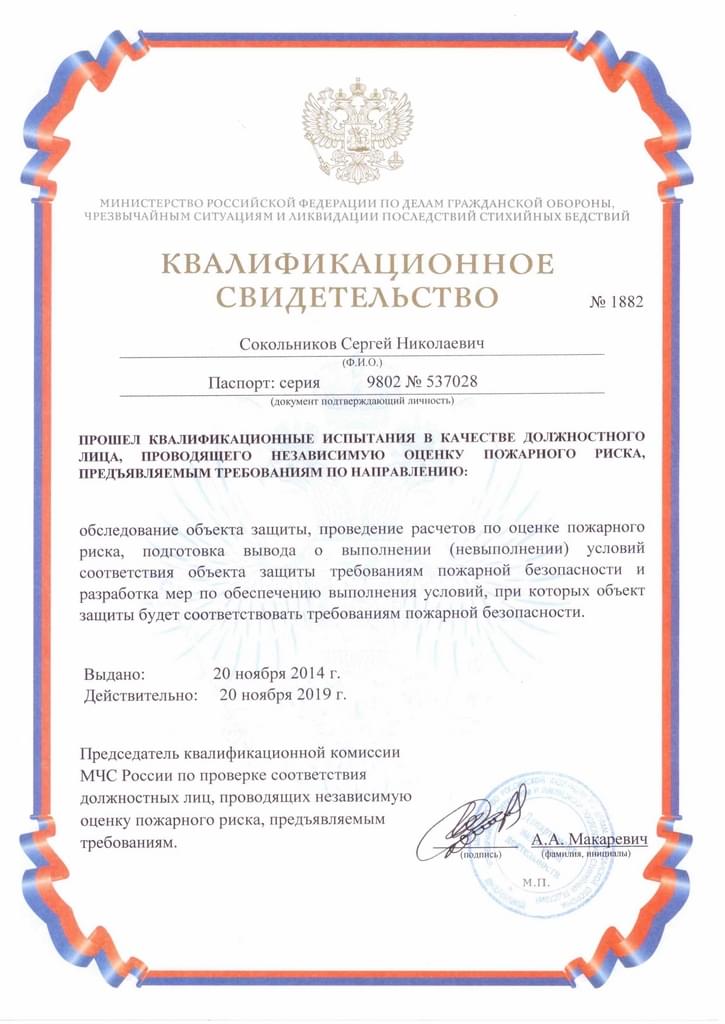 МИНИСТЕРСТВО РОССИЙСКОЙ ФЕДЕРАЦИИ ПО ДЕЛАМ ГРАЖДАНСКОЙ ОБОРОНЫ,
ЧРЕЗВЫЧАЙНЫМ СИТУАЦИЯМ И ЛИКВИДАЦИИ ПОСЛЕДСТВИЙ СТИХИЙНЫХ БЕДСТВИЙ
КВАЛИФИКАЦИОННОЕ
СВИДЕТЕЛЬСТВО
№ 1882
Сокольников Сергей Николаевич
(Ф.И.О.)
Паспорт: серия 9802 № 537028
(документ подтверждающий личность)
ПРОШЕЛ КВАЛИФИКАЦИОННЫЕ ИСПЫТАНИЯ В КАЧЕСТВЕ ДОЛЖНОСТНОГО
ЛИЦА, ПРОВОДЯЩЕГО НЕЗАВИСИМУЮ ОЦЕНКУ ПОЖАРНОГО РИСКА,
ПРЕДЪЯВЛЯЕМЫМ ТРЕБОВАНИЯМ ПО НАПРАВЛЕНИЮ:
обследование объекта защиты, проведение расчетов по оценке пожарного
риска, подготовка вывода о выполнении (невыполнении) условий
соответствия объекта защиты требованиям пожарной безопасности и
разработка мер по обеспечению выполнения условий, при которых объект
защиты будет соответствовать требованиям пожарной безопасности.
Выдано: 20 ноября 2014 г.
Действительно: 20 ноября 2019 г.
Председатель квалификационной комиссии
МЧС России по проверке соответствия
должностных лиц, проводящих независимую
оценку пожарного риска, предъявляемым
требованиям.
А.А. Макаревич
(подпись) (фамилия, инициалы)
М.П.